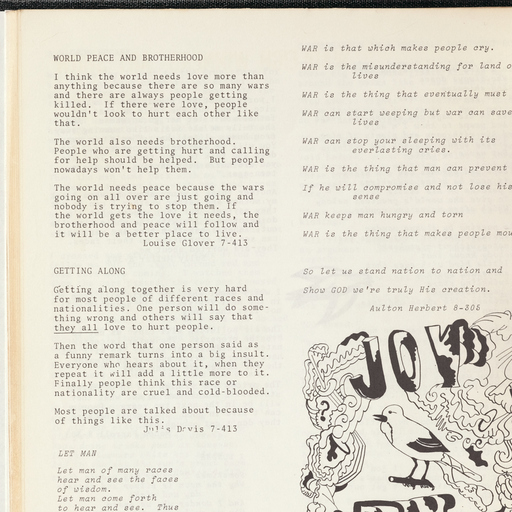 WORLD PEACE AND BROTHERHOOD
I think the world needs love more than
anything because there are so many wars
and there are always people getting
killed. If there were love, people
wouldn't look to hurt each other like
that.
The world also needs brotherhood.
People who are getting hurt and calling
for help should be helped. But people
nowadays won't help them.
The world needs peace because the wars
going on all over are just going and
nobody is trying to stop them. If
the world gets the love it needs, the
brotherhood and peace will follow and
it will be a better place to live.
Louise Glover 7-413
GETTING ALONG
Getting along together is very hard
for most people of different races and
nationalities. One person will do some-
thing wrong and others will say that
they all love to hurt people.
Then the word that one person said as
a funny remark turns into a big insult.
Everyone who hears about it, when they
repeat it will add a little more to it.
Finally people think this race or
nationality are cruel and cold-blooded.
Most people are talked about because
of things like this.
Davis 7-413
LET MAN
Let man of many races
hear and see the faces
of wisdom.
Let man come forth
to hear and see. Thus
WAR is that which makes people cry.
WAR is the misunderstanding for land o
lives
WAR is the thing that eventually must
WAR can start weeping but war can save
lives
WAR can stop your sleeping with its
everlasting cries.
WAR is the thing that man can prevent
If he will compromise and not lose his
sense
WAR keeps man hungry and torn
WAR is the thing that makes people mou
So let us stand nation to nation and
Show GOD we're truly His creation.
Aulton Herbert 8-305
JOY